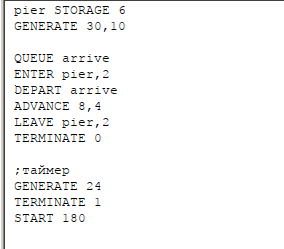 pier STORAGE 6
GENERATE 30,10
QUEUE arrive
ENTER pier,2
DEPART arrive
ADVANCE 8,4
LEAVE pier,2
TERMINATE 0
;таймер
GENERATE 24
TERMINATE 1
START 180